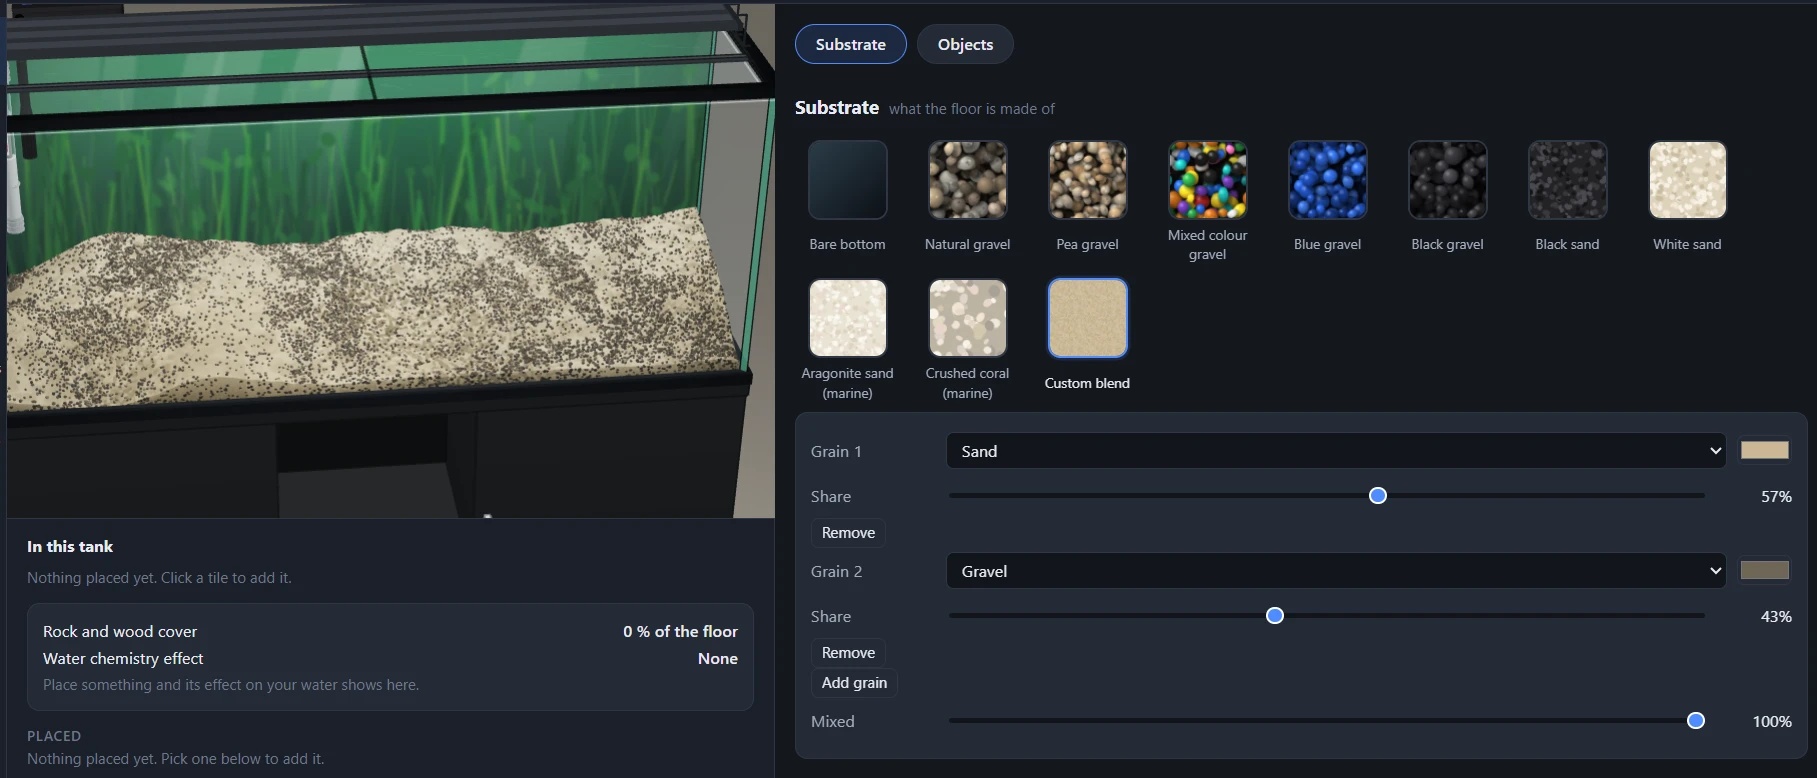 Substrate
Objects
Substrate what the floor is made of
Bare bottom
Natural gravel
Pea gravel
Mixed colour
gravel
Blue gravel
Black gravel
Black sand
White sand
Aragonite sand
(marine)
Crushed coral
(marine)
Custom blend
Grain 1
Sand
Share
57%
Remove
Grain 2
Gravel
Share
43%
Remove
Add grain
Mixed
100%
In this tank
Nothing placed yet. Click a tile to add it.
Rock and wood cover
0 % of the floor
Water chemistry effect
None
Place something and its effect on your water shows here.
PLACED
Nothing placed yet. Pick one below to add it.